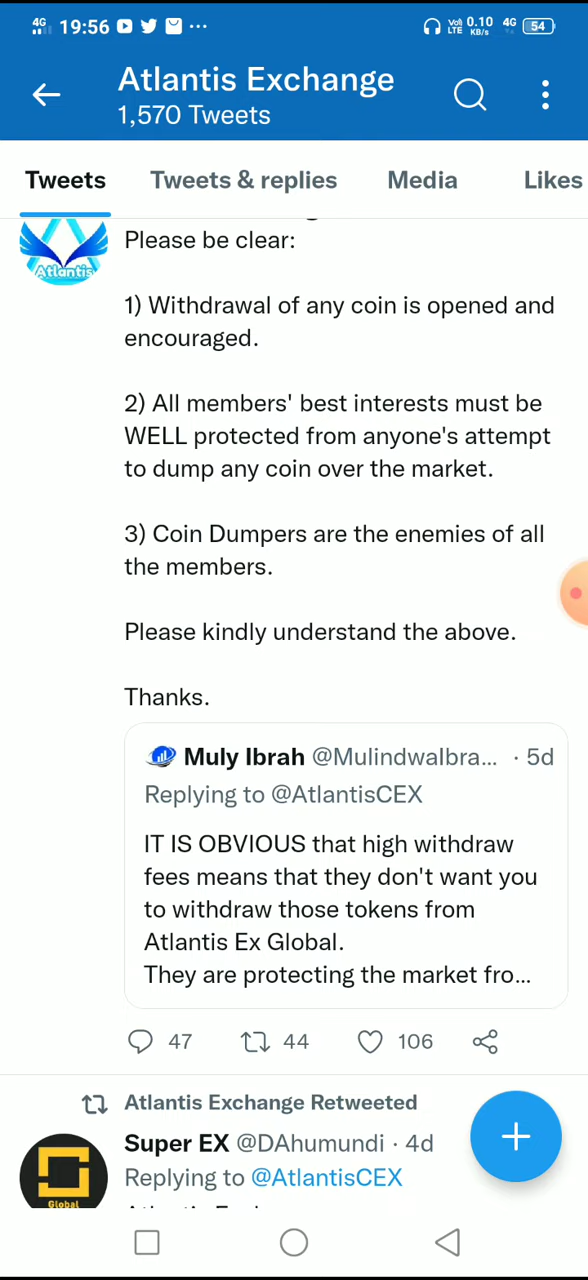 4G 19:56 ... VoI) LTE 0.10 KB/s 4G 54
Atlantis Exchange
1,570 Tweets
Tweets Tweets & replies Media Likes
Atlantis
Please be clear:
1) Withdrawal of any coin is opened and
encouraged.
2) All members' best interests must be
WELL protected from anyone's attempt
to dump any coin over the market.
3) Coin Dumpers are the enemies of all
the members.
Please kindly understand the above.
Thanks.
Muly Ibrah @MulindwaIbra... · 5d
Replying to @AtlantisCEX
IT IS OBVIOUS that high withdraw
fees means that they don't want you
to withdraw those tokens from
Atlantis Ex Global.
They are protecting the market fro...
47 44 106
Atlantis Exchange Retweeted
Super EX @DAhumundi · 4d
Replying to @AtlantisCEX
Global